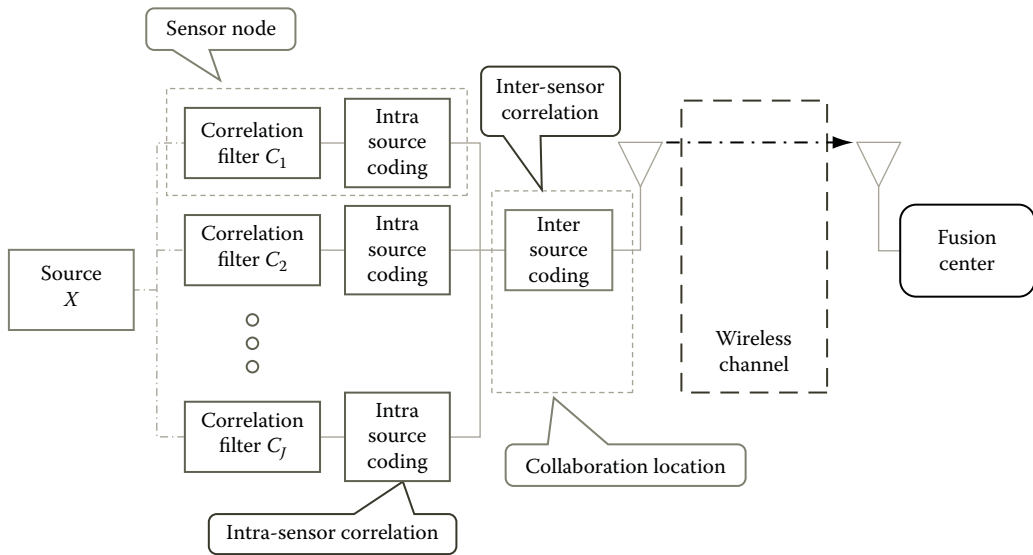 Sensor node
Inter-sensor
correlation
Correlation
filter C₁
Intra
source
coding
Correlation
filter C₂
Intra
source
coding
Inter
source
coding
Source
X
Fusion
center
Wireless
channel
Correlation
filter C_J
Intra
source
coding
Collaboration location
Intra-sensor correlation